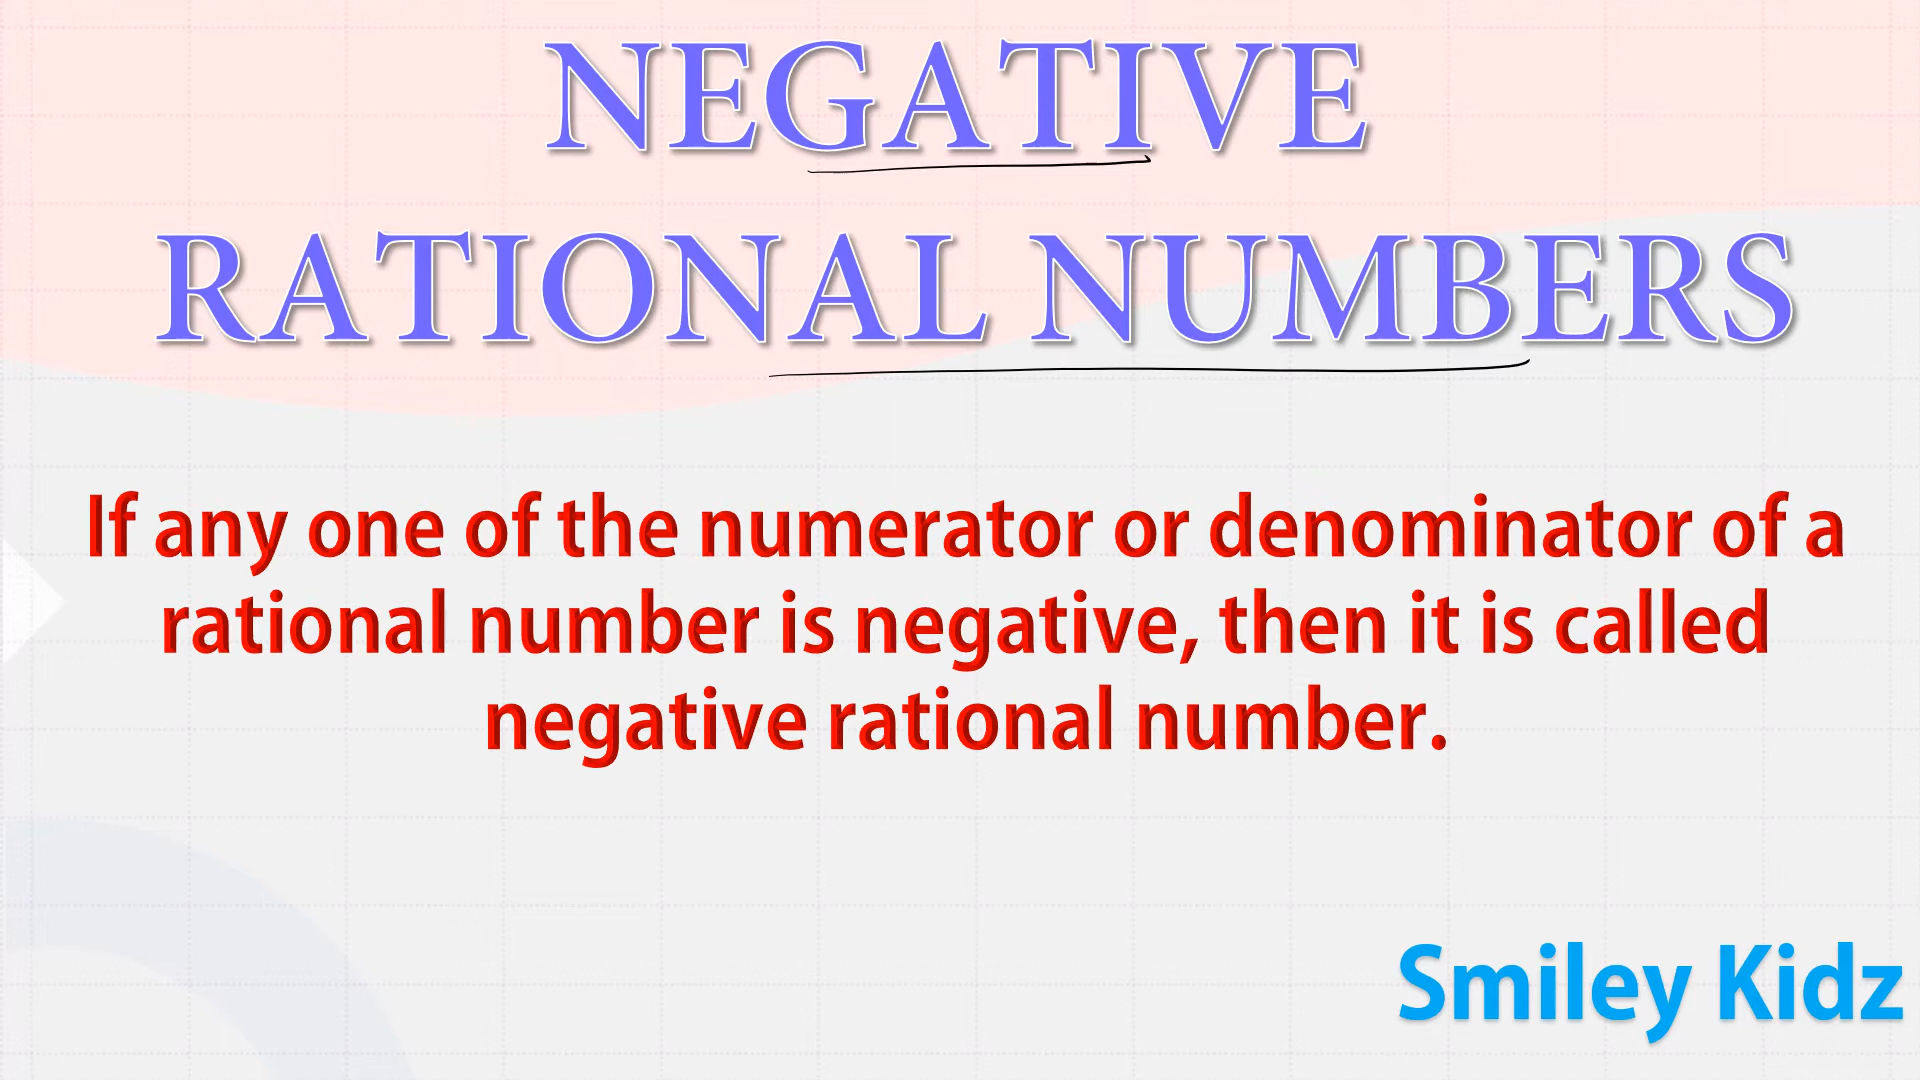 NEGATIVE
RATIONAL NUMBERS
If any one of the numerator or denominator of a
rational number is negative, then it is called
negative rational number.
Smiley Kidz